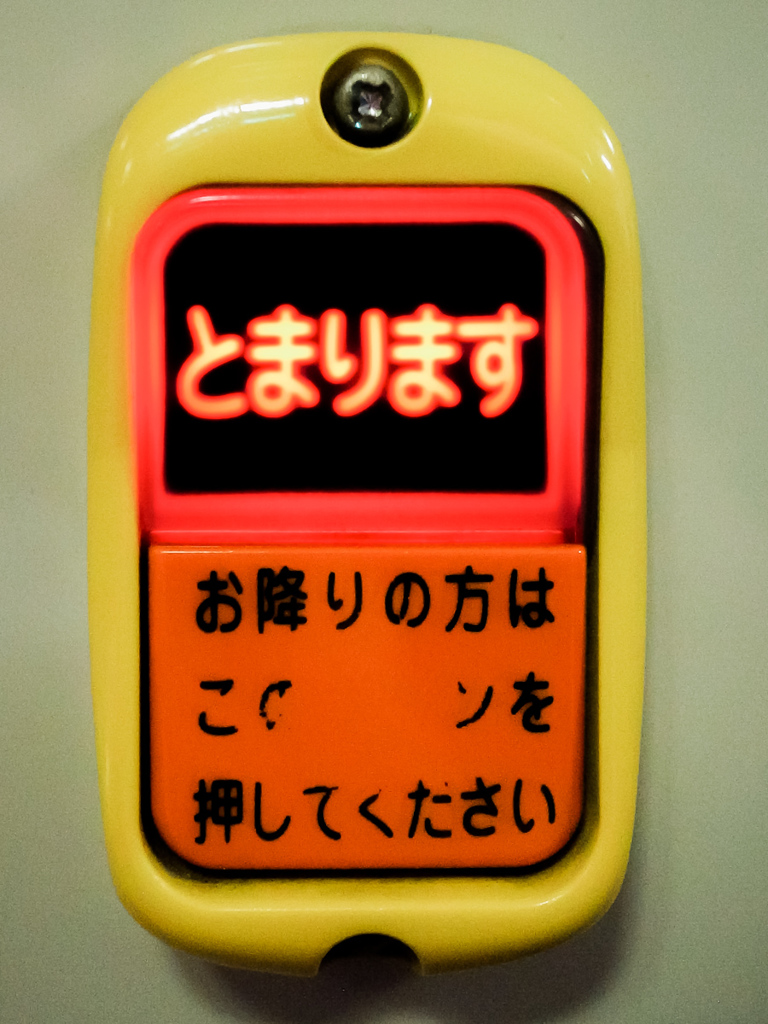 とまります
お降りの方は
こ ンを
押してください